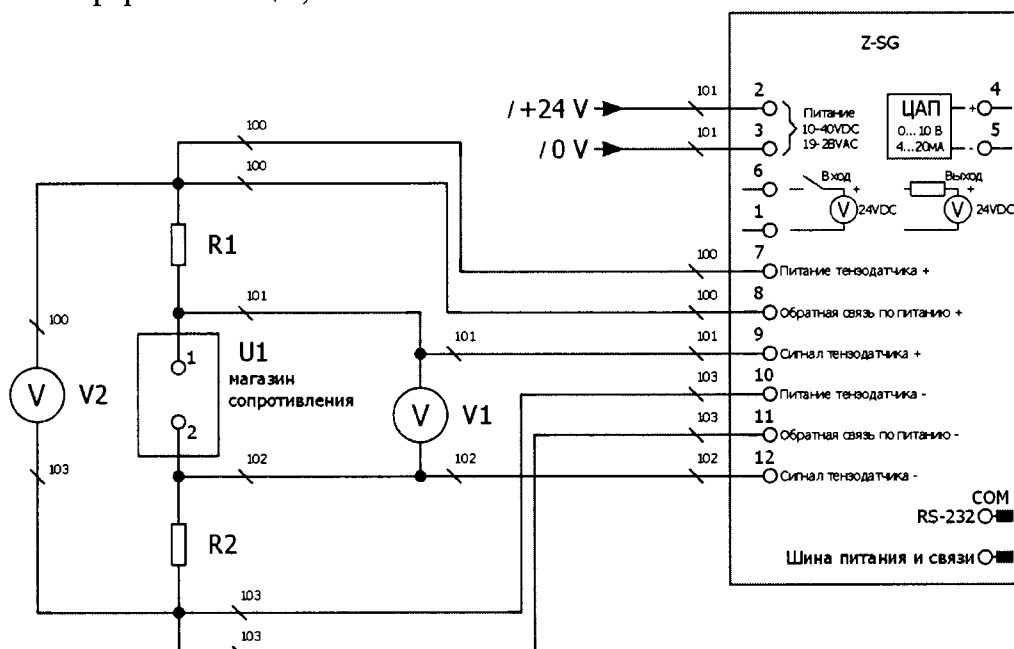 Z-SG
/ +24 V
101
2
/ 0 V
101
3
Питание
10-40VDC
19-28VAC
ЦАП
0...10 В
4...20мА
+
4
-
5
6
1
Вход
+
V
24VDC
Выход
+
V
24VDC
100
100
R1
101
100
V
V2
103
U1
магазин
сопротивления
1
2
101
V
V1
102
102
R2
103
103
100
7
Питание тензодатчика +
100
8
Обратная связь по питанию +
101
9
Сигнал тензодатчика +
103
10
Питание тензодатчика -
103
11
Обратная связь по питанию -
102
12
Сигнал тензодатчика -
COM
RS-232
Шина питания и связи